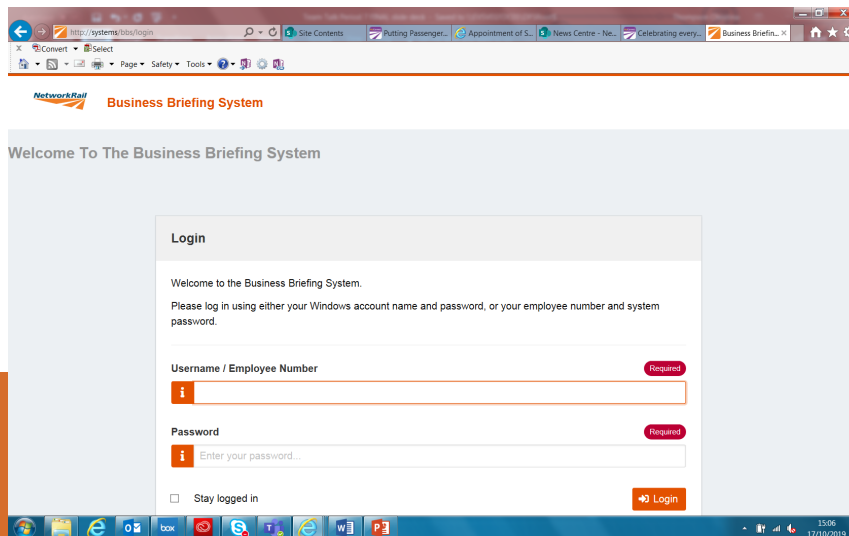 http://systems/bbs/login
Site Contents
Putting Passenger...
Appointment of S...
News Centre - Ne...
Celebrating every...
Business Briefin...
x Convert Select
Page Safety Tools
NetworkRail
Business Briefing System
Welcome To The Business Briefing System
Login
Welcome to the Business Briefing System.
Please log in using either your Windows account name and password, or your employee number and system
password.
Username / Employee Number
Required
i
Password
Required
i
Enter your password...
Stay logged in
Login
box
15:06
17/10/2019